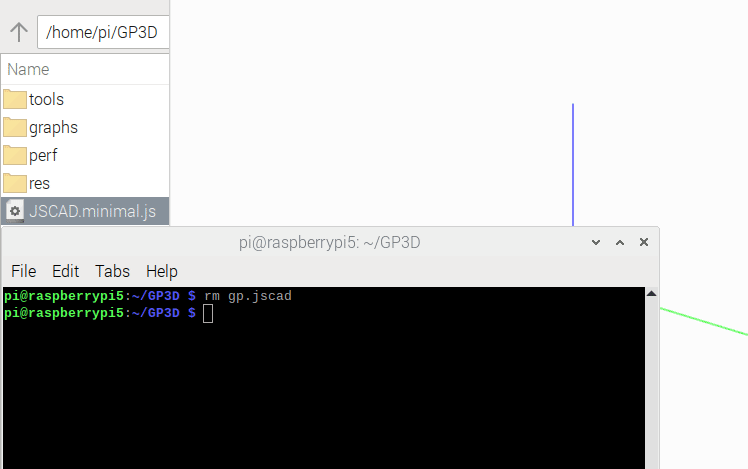 /home/pi/GP3D
Name
tools
graphs
perf
res
JSCAD.minimal.js
pi@raspberrypi5: ~/GP3D
File Edit Tabs Help
pi@raspberrypi5:~/GP3D $ rm gp.jscad
pi@raspberrypi5:~/GP3D $